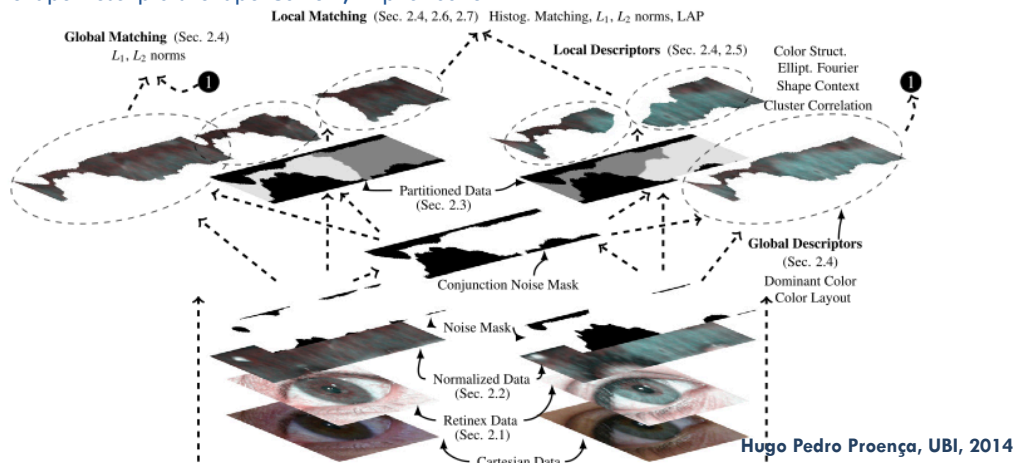 Local Matching (Sec. 2.4, 2.6, 2.7) Histog. Matching, L1, L2 norms, LAP
Global Matching (Sec. 2.4)
L1, L2 norms
1
Local Descriptors (Sec. 2.4, 2.5)
Color Struct.
Ellipt. Fourier
Shape Context
Cluster Correlation
1
Partitioned Data
(Sec. 2.3)
Global Descriptors
(Sec. 2.4)
Dominant Color
Color Layout
Conjunction Noise Mask
Noise Mask
Normalized Data
(Sec. 2.2)
Retinex Data
(Sec. 2.1)
Cartesian Data
Hugo Pedro Proença, UBI, 2014